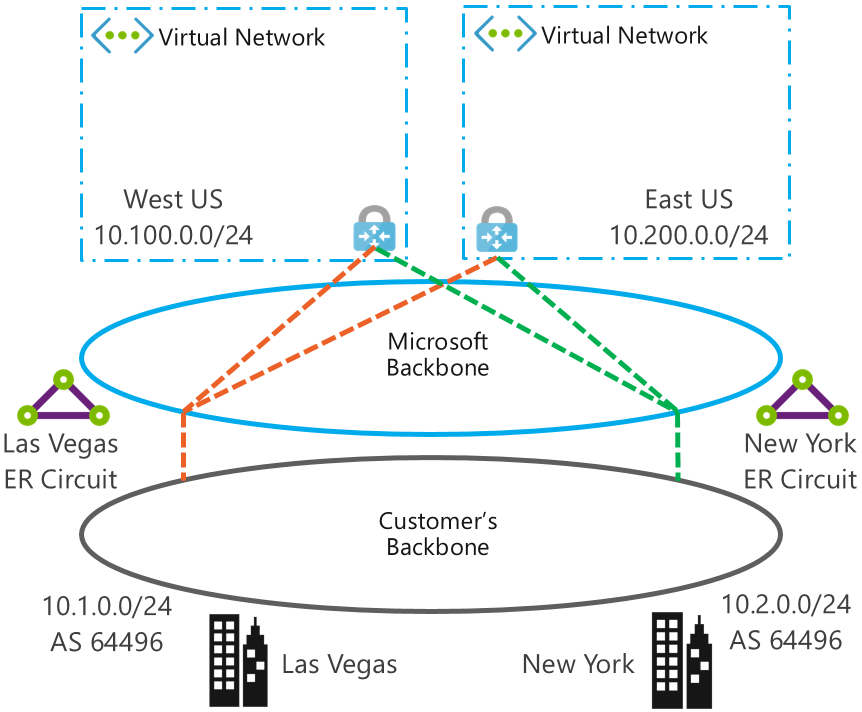 Virtual Network
Virtual Network
West US
10.100.0.0/24
East US
10.200.0.0/24
Microsoft
Backbone
Las Vegas
ER Circuit
New York
ER Circuit
Customer's
Backbone
10.1.0.0/24
AS 64496
10.2.0.0/24
AS 64496
Las Vegas
New York